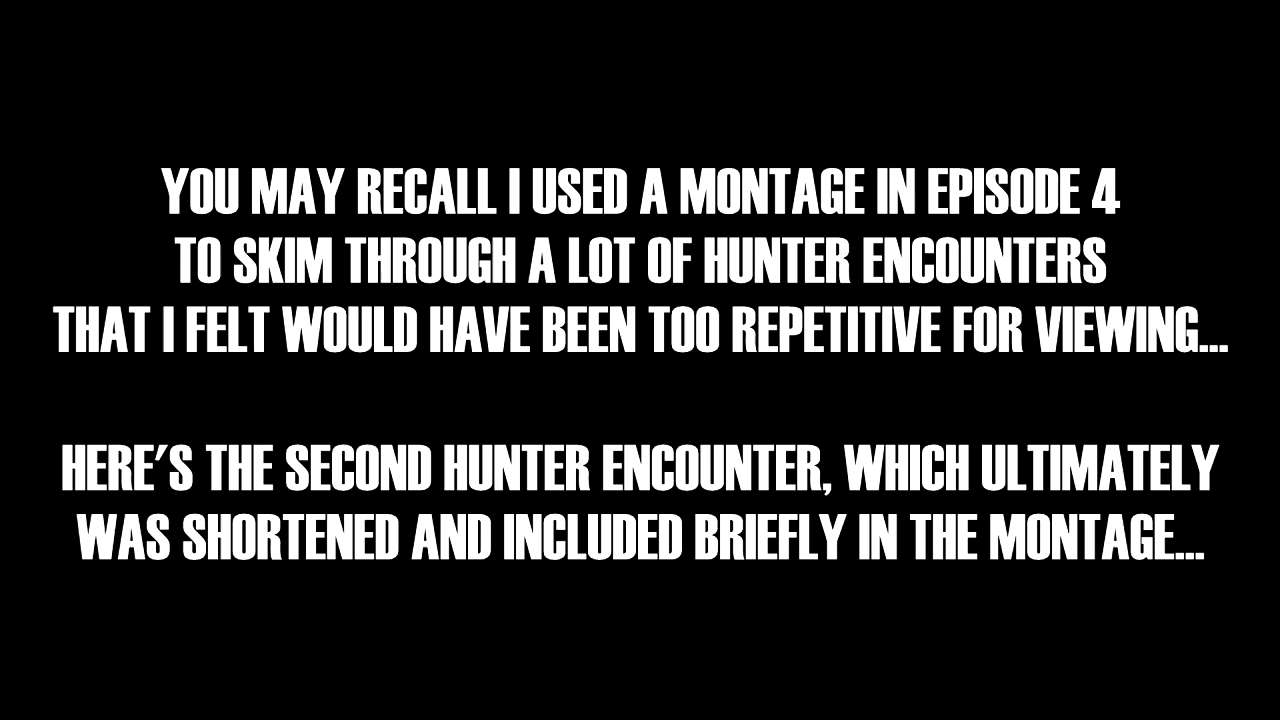 YOU MAY RECALL I USED A MONTAGE IN EPISODE 4
TO SKIM THROUGH A LOT OF HUNTER ENCOUNTERS
THAT I FELT WOULD HAVE BEEN TOO REPETITIVE FOR VIEWING...
HERE'S THE SECOND HUNTER ENCOUNTER, WHICH ULTIMATELY
WAS SHORTENED AND INCLUDED BRIEFLY IN THE MONTAGE...